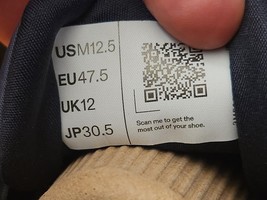 USM12.5
EU47.5
UK12
JP30.5
Scan me to get the
most out of your shoe.